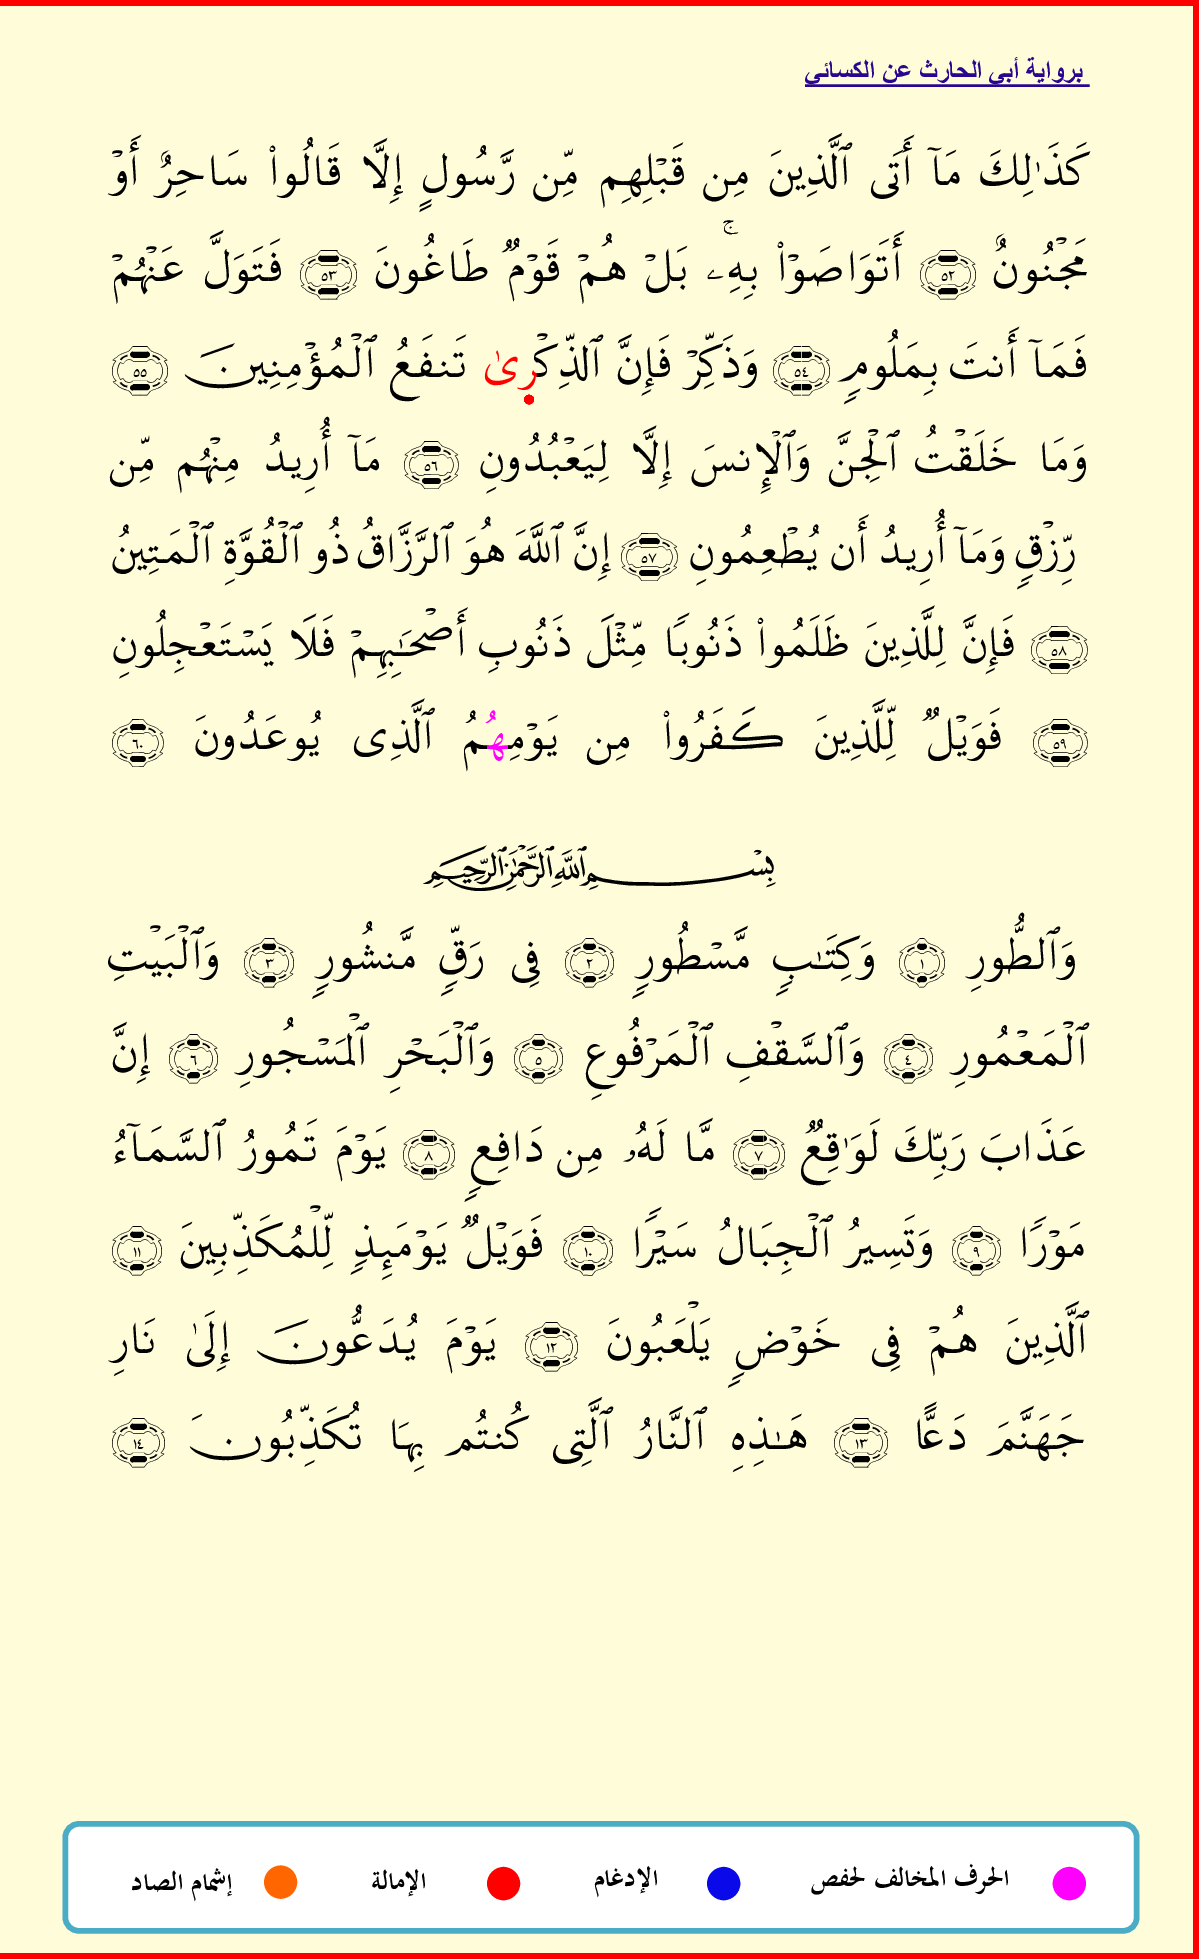 برواية أبي الحارث عن الكسائي
كَذَٰلِكَ مَآ أَتَى ٱلَّذِينَ مِن قَبْلِهِم مِّن رَّسُولٍ إِلَّا قَالُوا۟ سَاحِرٌ أَوْ
مَجْنُونٌ ٥٢ أَتَوَاصَوْا۟ بِهِۦۚ بَلْ هُمْ قَوْمٌ طَاغُونَ ٥٣ فَتَوَلَّ عَنْهُمْ
فَمَآ أَنتَ بِمَلُومٍ ٥٤ وَذَكِّرْ فَإِنَّ ٱلذِّكْرِىٰ تَنفَعُ ٱلْمُؤْمِنِينَ ٥٥
وَمَا خَلَقْتُ ٱلْجِنَّ وَٱلْإِنسَ إِلَّا لِيَعْبُدُونِ ٥٦ مَآ أُرِيدُ مِنْهُم مِّن
رِّزْقٍ وَمَآ أُرِيدُ أَن يُطْعِمُونِ ٥٧ إِنَّ ٱللَّهَ هُوَ ٱلرَّزَّاقُ ذُو ٱلْقُوَّةِ ٱلْمَتِينُ
٥٨ فَإِنَّ لِلَّذِينَ ظَلَمُوا۟ ذَنُوبًا مِّثْلَ ذَنُوبِ أَصْحَـٰبِهِمْ فَلَا يَسْتَعْجِلُونِ
٥٩ فَوَيْلٌ لِّلَّذِينَ كَفَرُوا۟ مِن يَوْمِهُمُ ٱلَّذِى يُوعَدُونَ ٦٠
بِسْمِ ٱللَّهِ ٱلرَّحْمَـٰنِ ٱلرَّحِيمِ
وَٱلطُّورِ ١ وَكِتَـٰبٍ مَّسْطُورٍ ٢ فِى رَقٍّ مَّنشُورٍ ٣ وَٱلْبَيْتِ
ٱلْمَعْمُورِ ٤ وَٱلسَّقْفِ ٱلْمَرْفُوعِ ٥ وَٱلْبَحْرِ ٱلْمَسْجُورِ ٦ إِنَّ
عَذَابَ رَبِّكَ لَوَٰقِعٌ ٧ مَّا لَهُۥ مِن دَافِعٍ ٨ يَوْمَ تَمُورُ ٱلسَّمَآءُ
مَوْرًا ٩ وَتَسِيرُ ٱلْجِبَالُ سَيْرًا ١٠ فَوَيْلٌ يَوْمَئِذٍ لِّلْمُكَذِّبِينَ ١١
ٱلَّذِينَ هُمْ فِى خَوْضٍ يَلْعَبُونَ ١٢ يَوْمَ يُدَعُّونَ إِلَىٰ نَارِ
جَهَنَّمَ دَعًّا ١٣ هَـٰذِهِ ٱلنَّارُ ٱلَّتِى كُنتُم بِهَا تُكَذِّبُونَ ١٤
الحرف المخالف لحفص الإدغام الإمالة إشمام الصاد